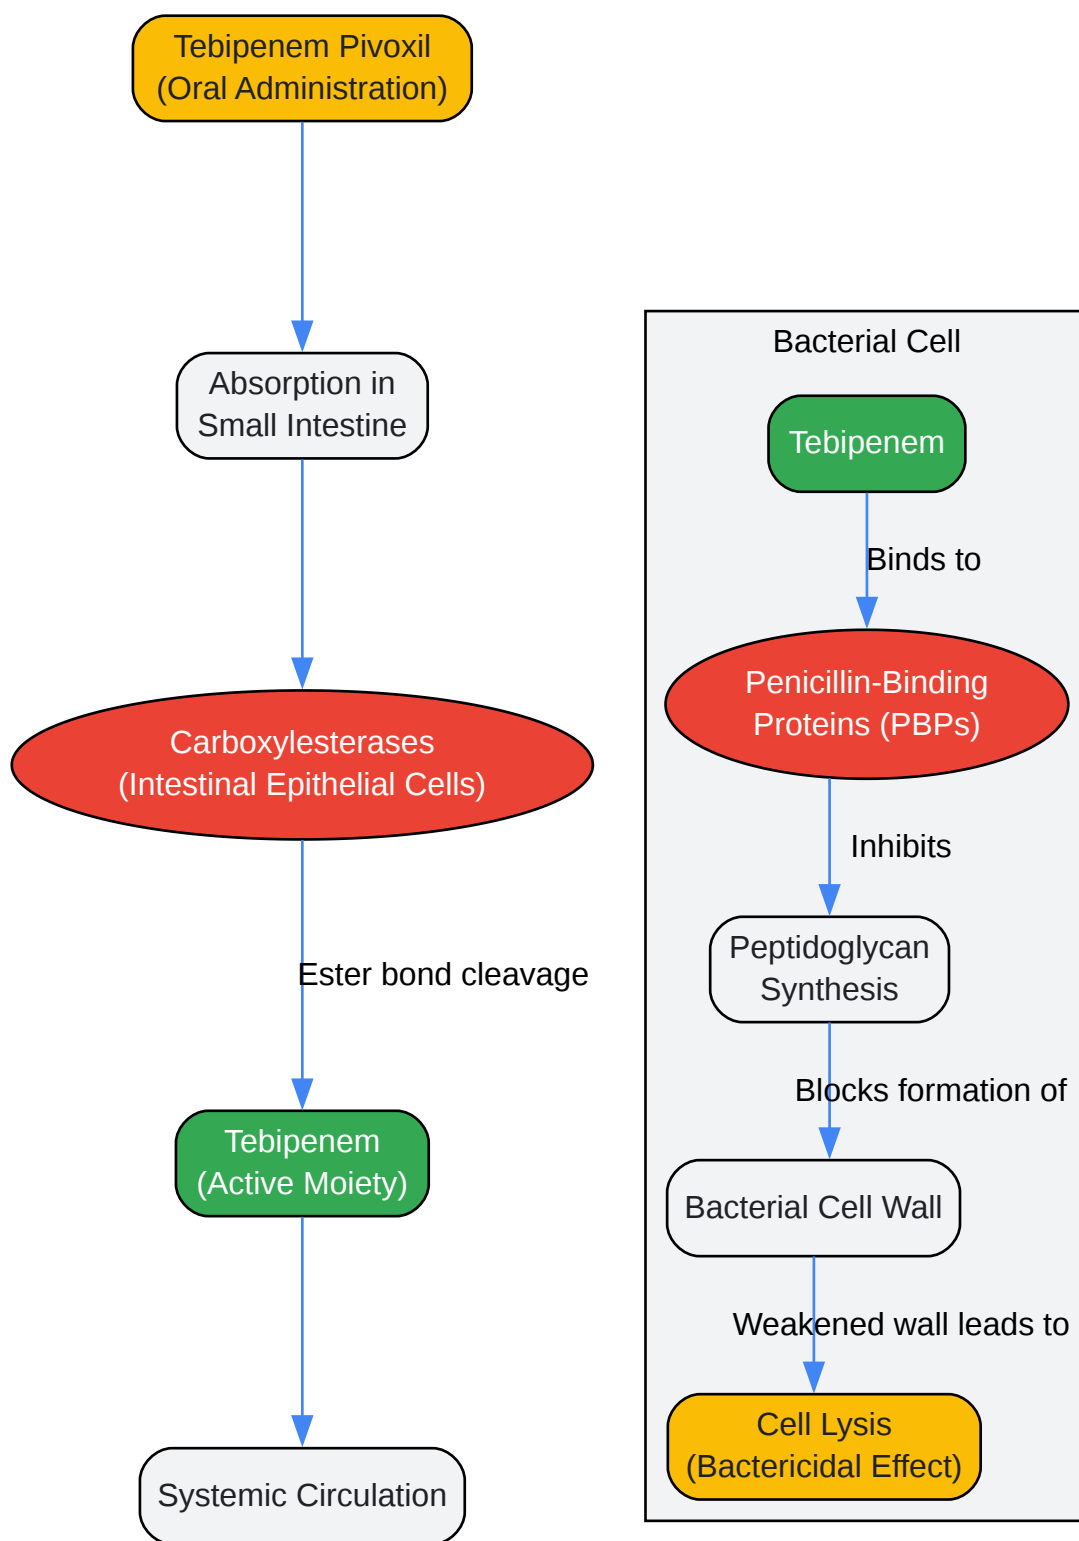 Tebipenem Pivoxil
(Oral Administration)
Absorption in
Small Intestine
Carboxylesterases
(Intestinal Epithelial Cells)
Ester bond cleavage
Tebipenem
(Active Moiety)
Systemic Circulation
Bacterial Cell
Tebipenem
Binds to
Penicillin-Binding
Proteins (PBPs)
Inhibits
Peptidoglycan
Synthesis
Blocks formation of
Bacterial Cell Wall
Weakened wall leads to
Cell Lysis
(Bactericidal Effect)